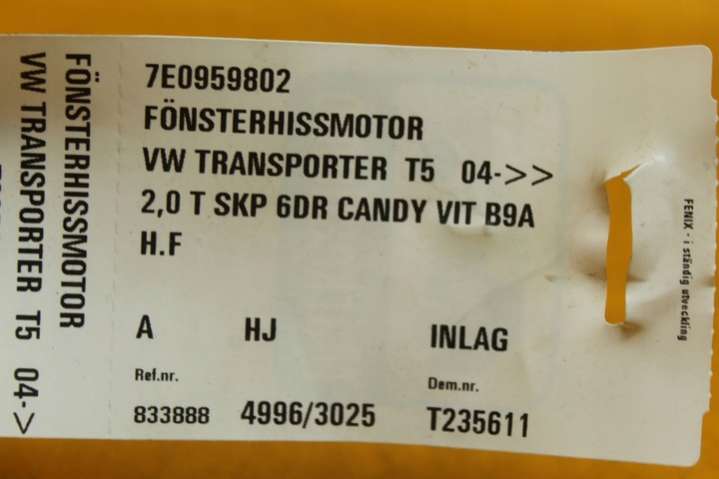 7E0959802
FÖNSTERHISSMOTOR
VW TRANSPORTER T5 04->>
2,0 T SKP 6DR CANDY VIT B9A
H.F
A HJ INLAG
Ref.nr. Dem.nr.
833888 4996/3025 T235611
FÖNSTERHISSMOTOR
VW TRANSPORTER T5 04->
FENIX - i ständig utveckling